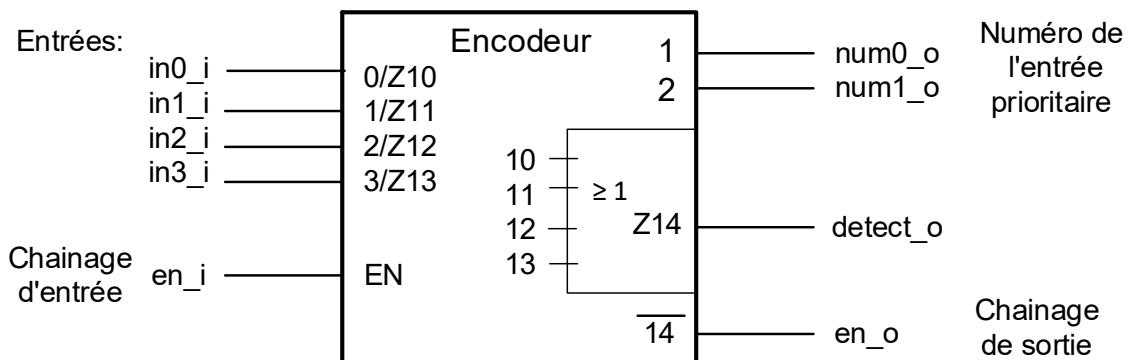 Entrées:
in0_i
in1_i
in2_i
in3_i
Chainage
d'entrée
en_i
Encodeur
0/Z10
1/Z11
2/Z12
3/Z13
EN
1
2
10
11
12
13
≥ 1
Z14
14
num0_o
num1_o
detect_o
en_o
Numéro de
l'entrée
prioritaire
Chainage
de sortie